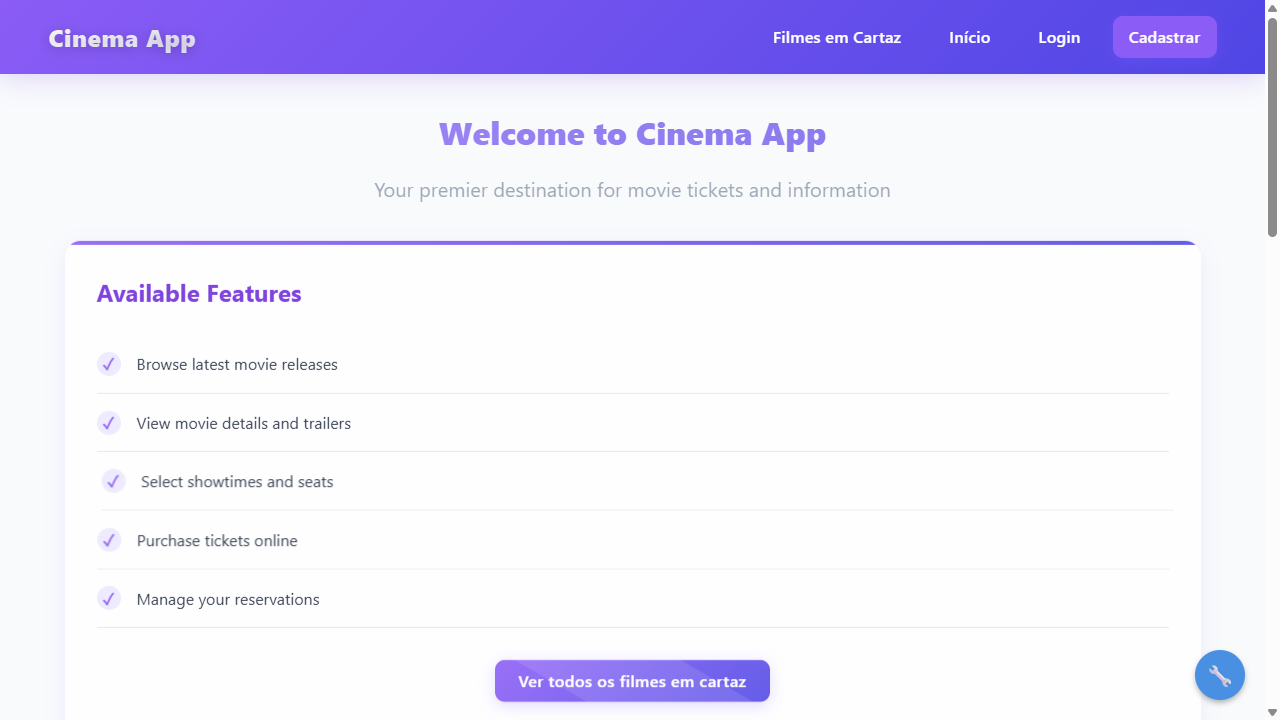 Cinema App
Filmes em Cartaz
Início
Login
Cadastrar
Welcome to Cinema App
Your premier destination for movie tickets and information
Available Features
Browse latest movie releases
View movie details and trailers
Select showtimes and seats
Purchase tickets online
Manage your reservations
Ver todos os filmes em cartaz